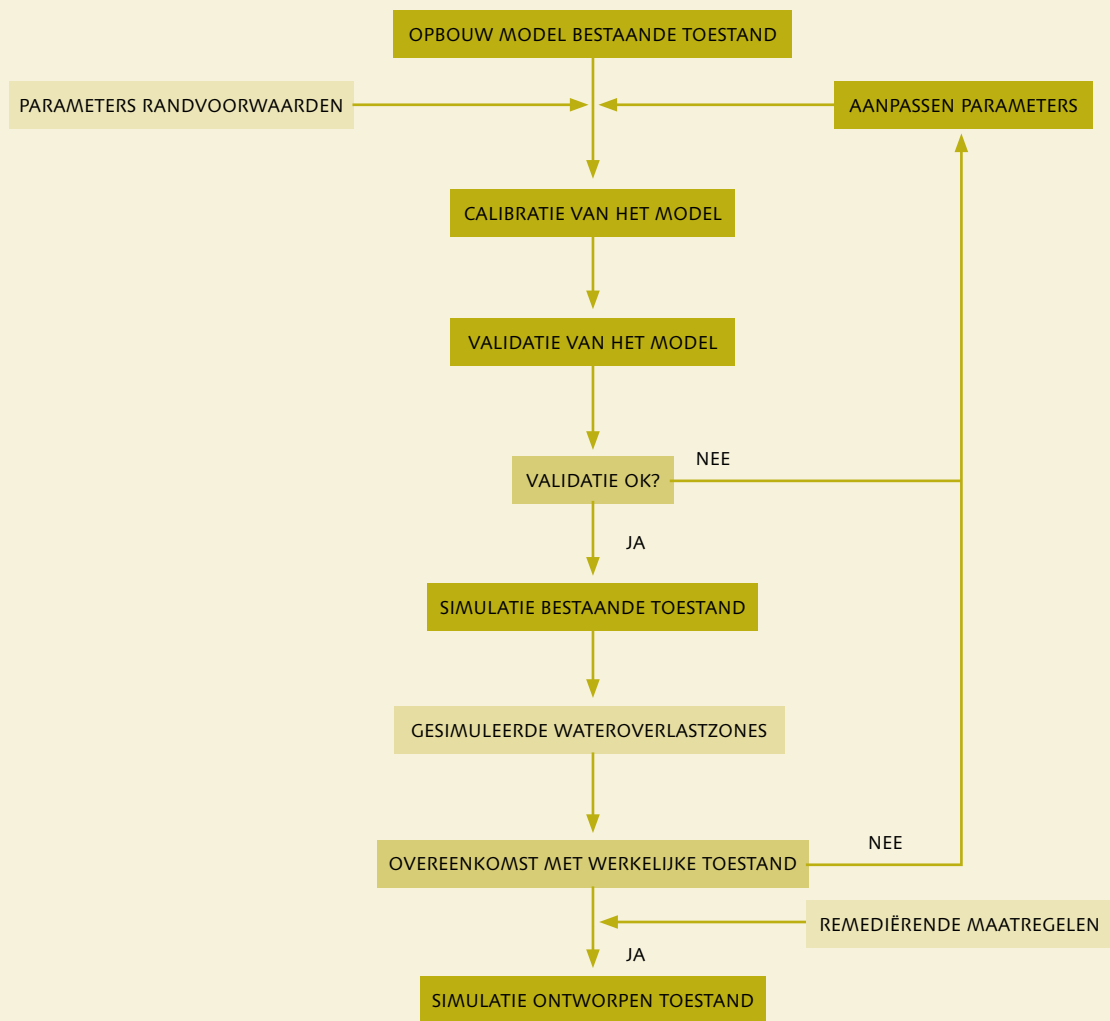 OPBOUW MODEL BESTAANDE TOESTAND
PARAMETERS RANDVOORWAARDEN
AANPASSEN PARAMETERS
CALIBRATIE VAN HET MODEL
VALIDATIE VAN HET MODEL
NEE
VALIDATIE OK?
JA
SIMULATIE BESTAANDE TOESTAND
GESIMULEERDE WATEROVERLASTZONES
NEE
OVEREENKOMST MET WERKELIJKE TOESTAND
REMEDIËRENDE MAATREGELEN
JA
SIMULATIE ONTWORPEN TOESTAND